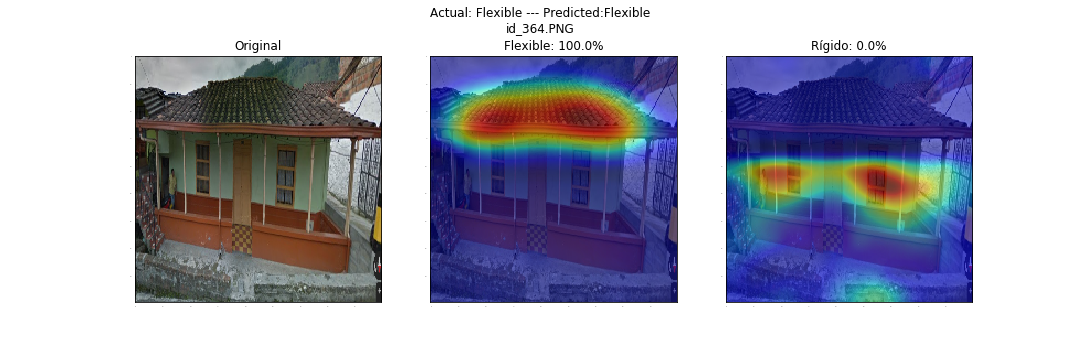 Actual: Flexible --- Predicted:Flexible
id_364.PNG
Original
Flexible: 100.0%
Rígido: 0.0%